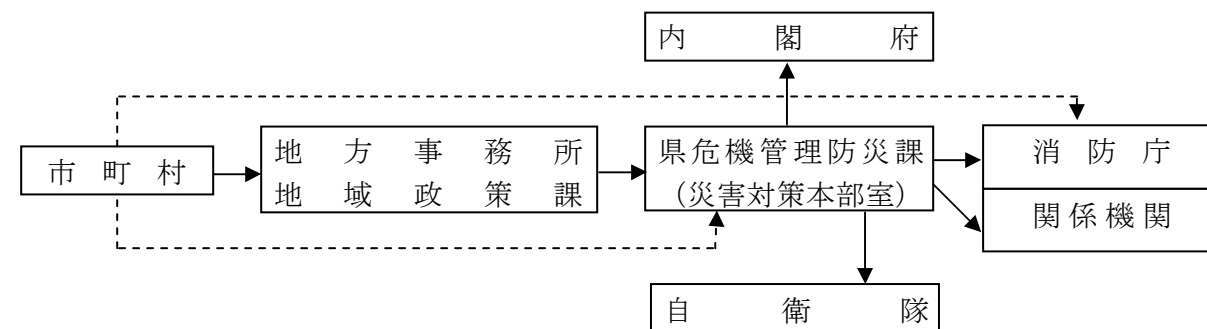 内閣府
市町村
地方事務所
地域政策課
県危機管理防災課
(災害対策本部室)
消防庁
関係機関
自衛隊